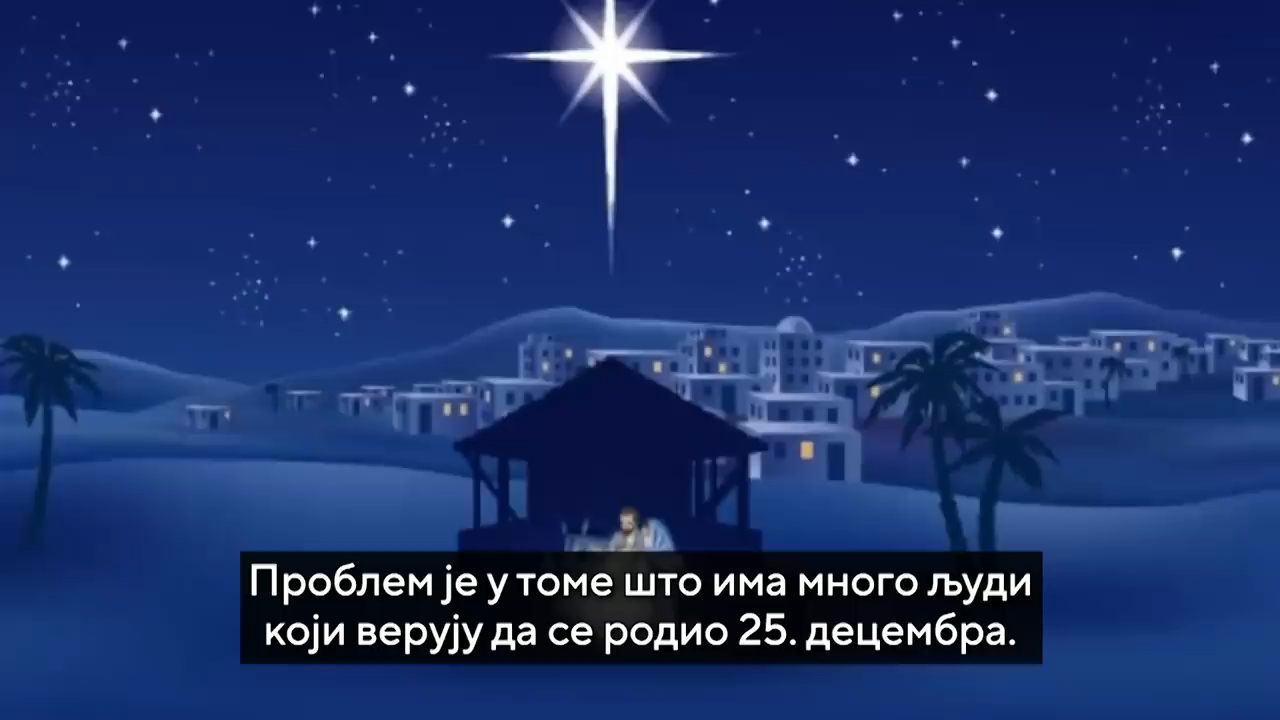 Проблем је у томе што има много људи
који верују да се родио 25. децембра.